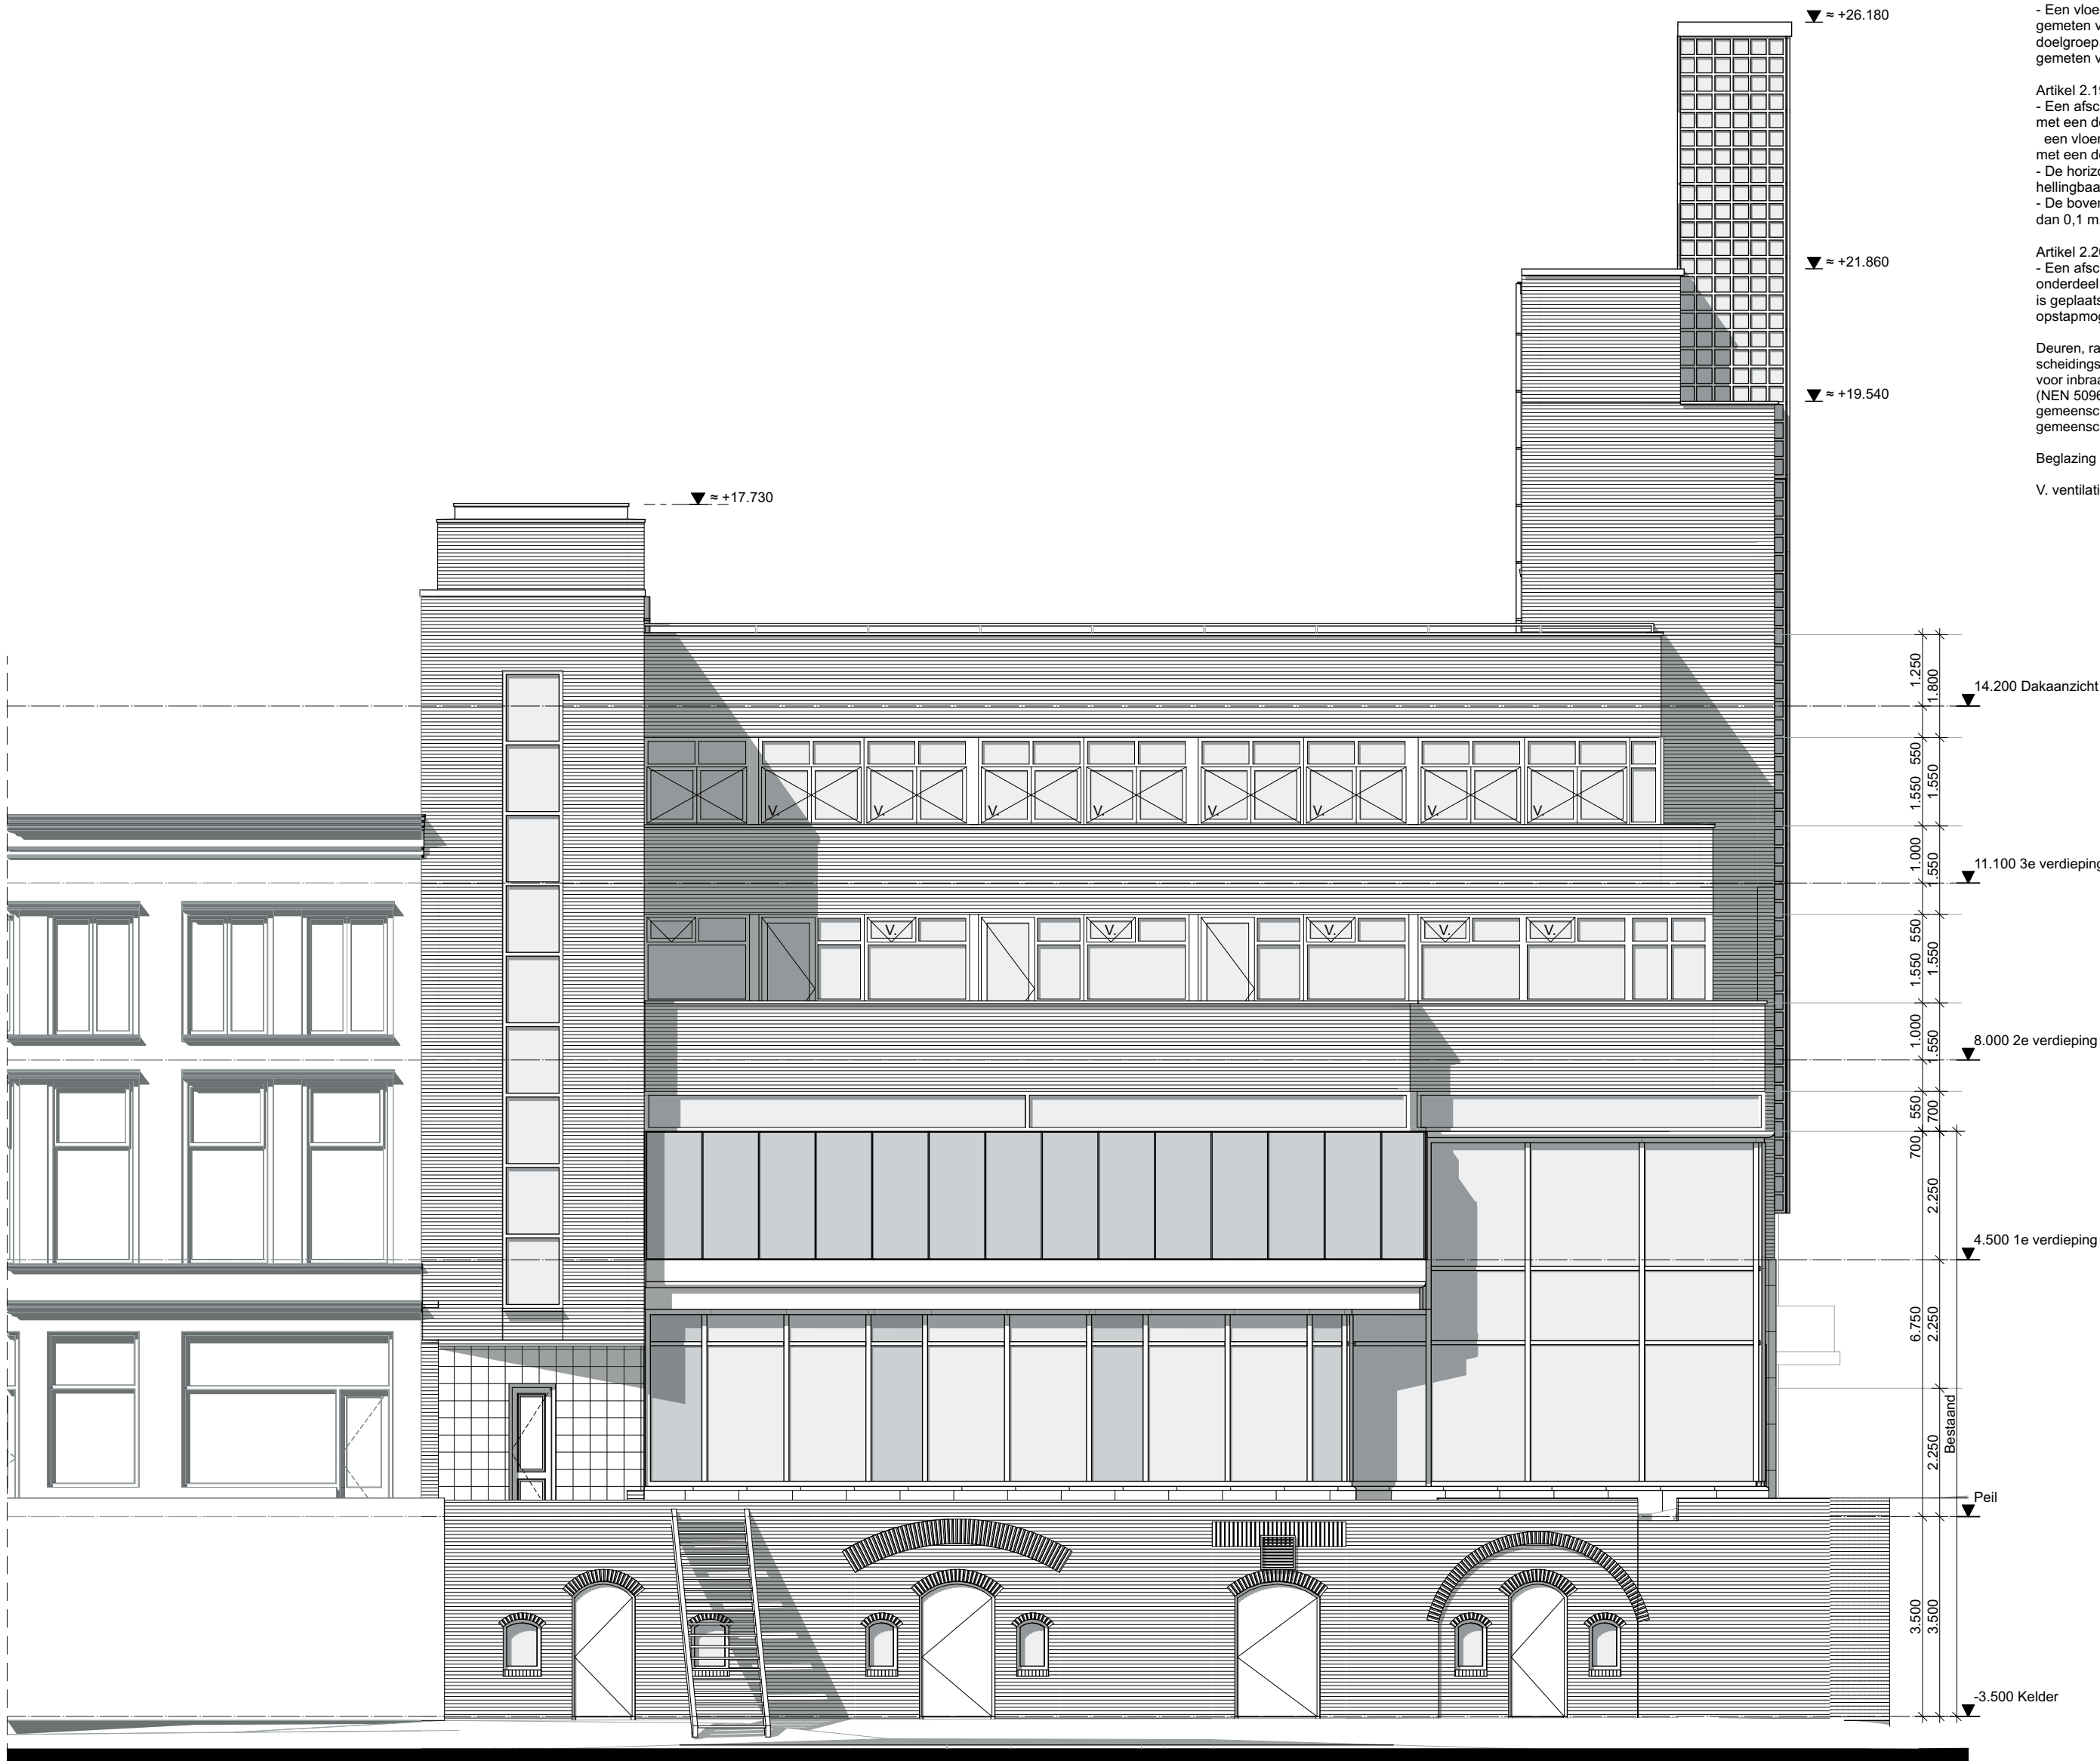 ≈ +26.180
≈ +21.860
≈ +19.540
≈ +17.730
- Een vloe
gemeten v
doelgroep
gemeten v
Artikel 2.19
- Een afsc
met een de
een vloer
met een de
- De horizo
hellingbaa
- De boven
dan 0,1 m
Artikel 2.20
- Een afsc
onderdeel
is geplaats
opstapmog
Deuren, ra
scheidings
voor inbraa
(NEN 5096
gemeensc
gemeensc
Beglazing
V. ventilati
1.250
1.800
14.200 Dakaanzicht
550
1.550
1.550
V. V. V. V. V. V. V. V.
1.000
1.550
11.100 3e verdieping
V. V. V. V. V.
550
1.550
1.550
1.000
1.550
8.000 2e verdieping
550
700
700
2.250
4.500 1e verdieping
6.750
2.250
2.250
Bestaand
Peil
3.500
3.500
-3.500 Kelder